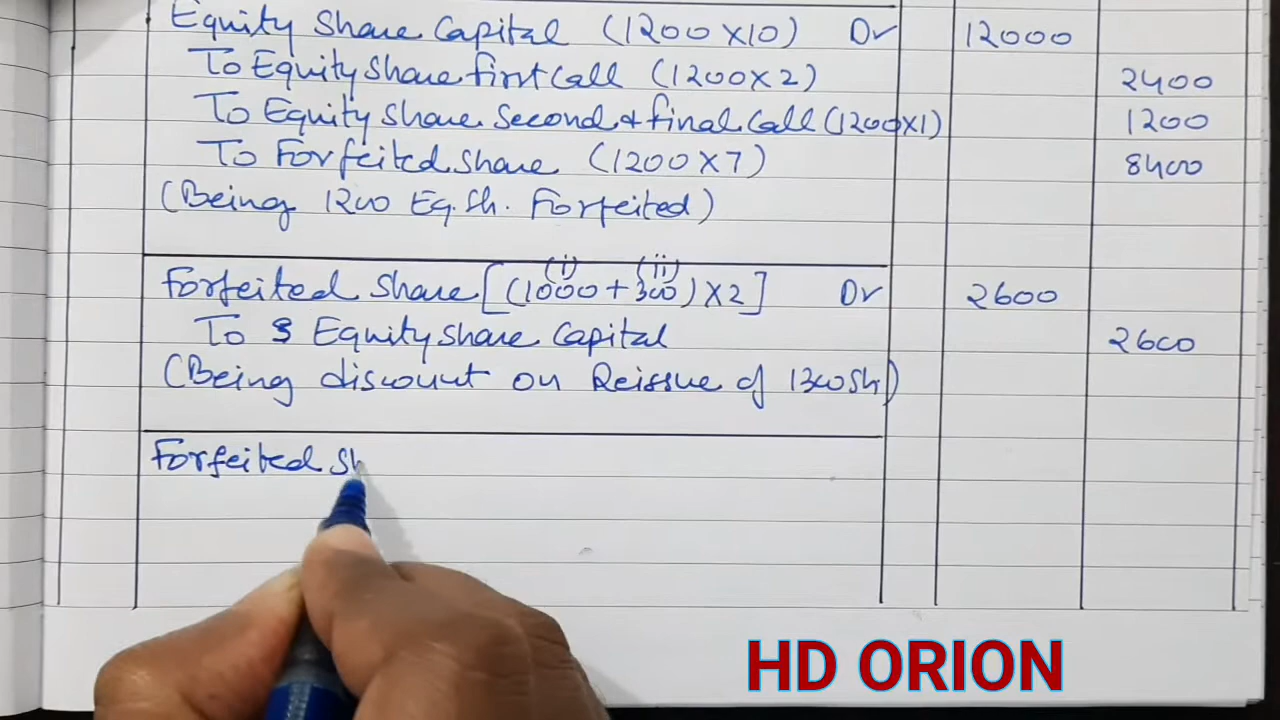 Equity Share Capital (1200×10) Dr 12000
To Equity Share first Call (1200×2) 2400
To Equity Share Second & final Call (1200×1) 1200
To Forfeited Share (1200×7) 8400
(Being 1200 Eq. Sh. Forfeited)
(i) (ii)
Forfeited Share [(1000+300)×2] Dr 2600
To Equity Share Capital 2600
(Being discount on Reissue of 1300 Sh)
Forfeited Sh
HD ORION